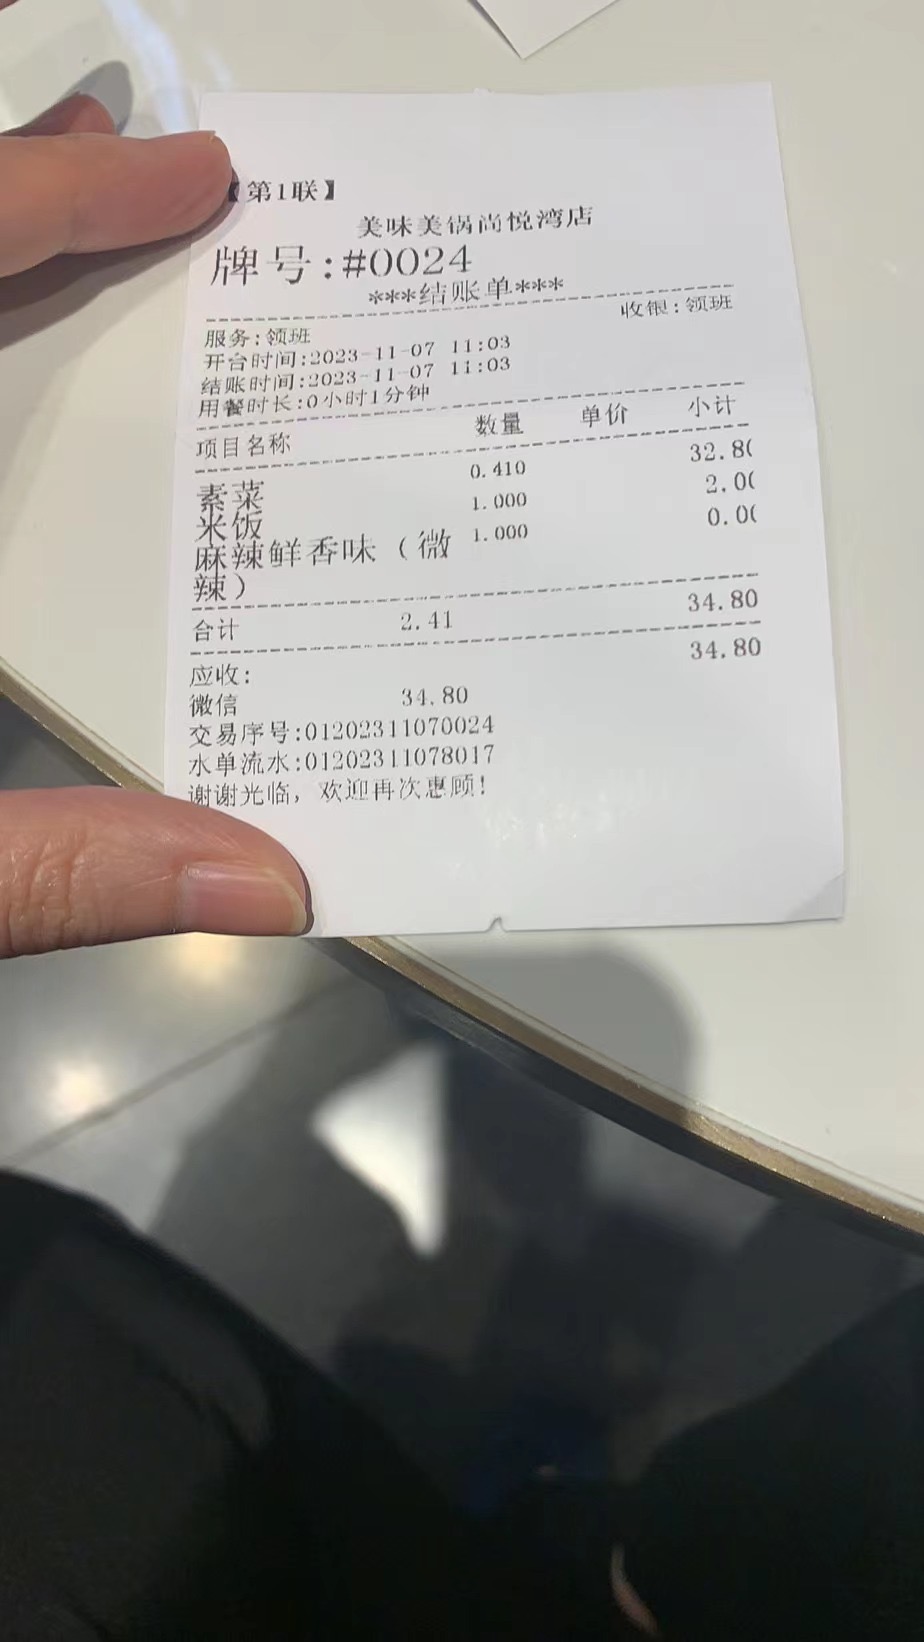 【第1联】
美味美锅尚悦湾店
牌号:#0024
***结账单***
服务:领班 收银:领班
开台时间:2023-11-07 11:03
结账时间:2023-11-07 11:03
用餐时长:0小时1分钟
项目名称 数量 单价 小计
素菜 0.410 32.8(
米饭 1.000 2.0(
麻辣鲜香味（微 1.000 0.0(
辣）
合计 2.41 34.80
应收: 34.80
微信 34.80
交易序号:01202311070024
水单流水:01202311078017
谢谢光临, 欢迎再次惠顾!